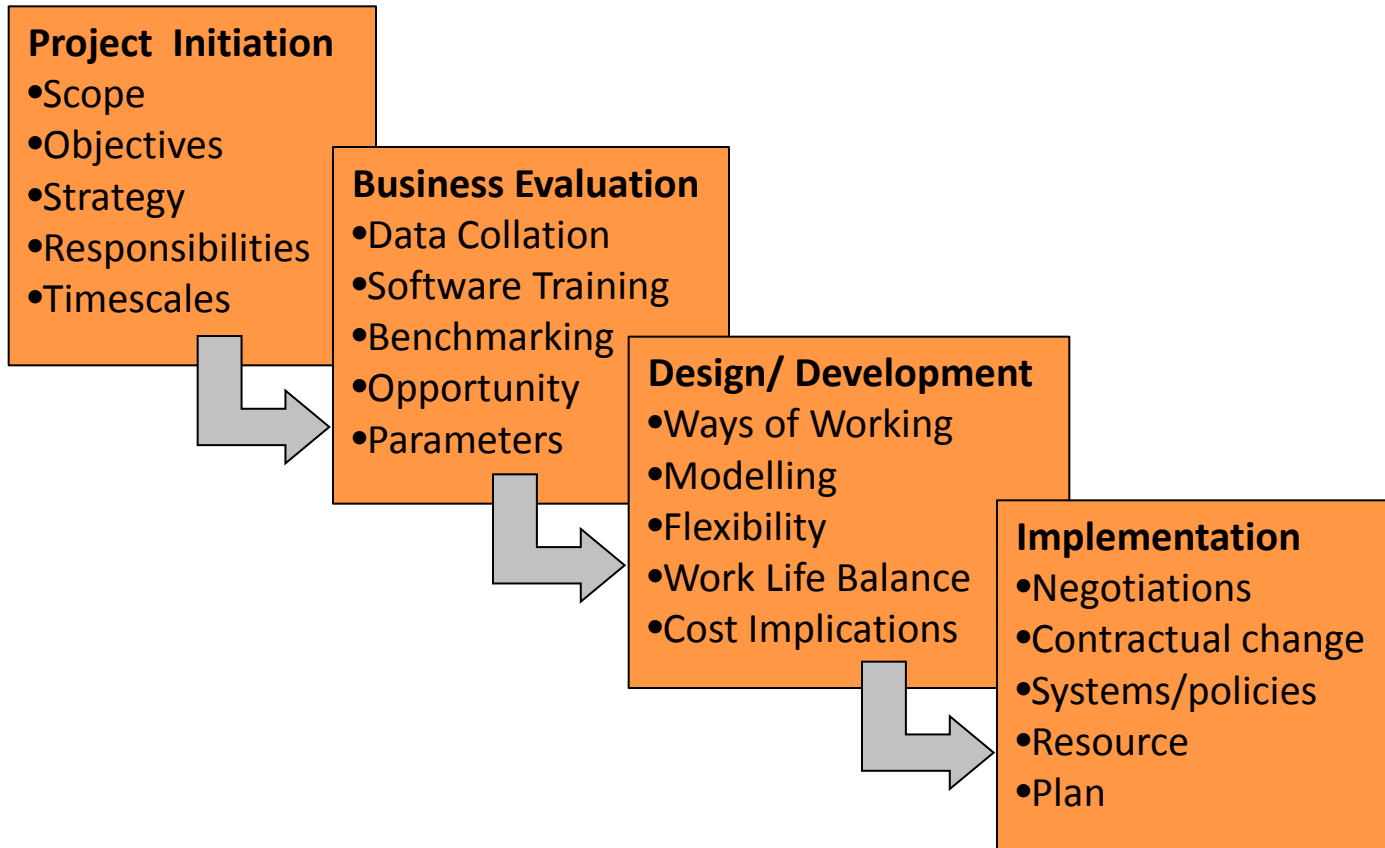 Project  Initiation
•Scope
•Objectives
•Strategy
•Responsibilities
•Timescales
Business Evaluation
•Data Collation
•Software Training
•Benchmarking
•Opportunity
•Parameters
Design/ Development
•Ways of Working
•Modelling
•Flexibility
•Work Life Balance
•Cost Implications
Implementation
•Negotiations
•Contractual change
•Systems/policies
•Resource
•Plan